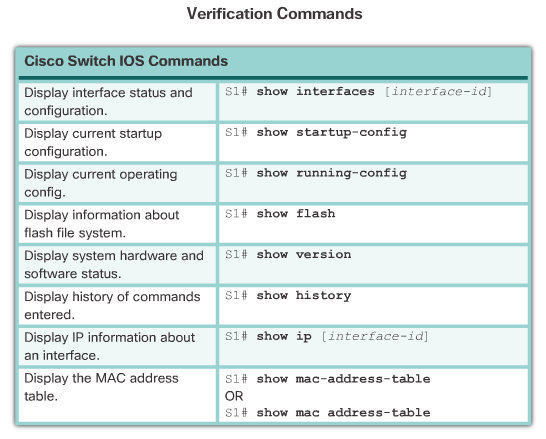 Verification Commands
Cisco Switch IOS Commands
Display interface status and
configuration.
S1# show interfaces [interface-id]
Display current startup
configuration.
S1# show startup-config
Display current operating
config.
S1# show running-config
Display information about
flash file system.
S1# show flash
Display system hardware and
software status.
S1# show version
Display history of commands
entered.
S1# show history
Display IP information about
an interface.
S1# show ip [interface-id]
Display the MAC address
table.
S1# show mac-address-table
OR
S1# show mac address-table